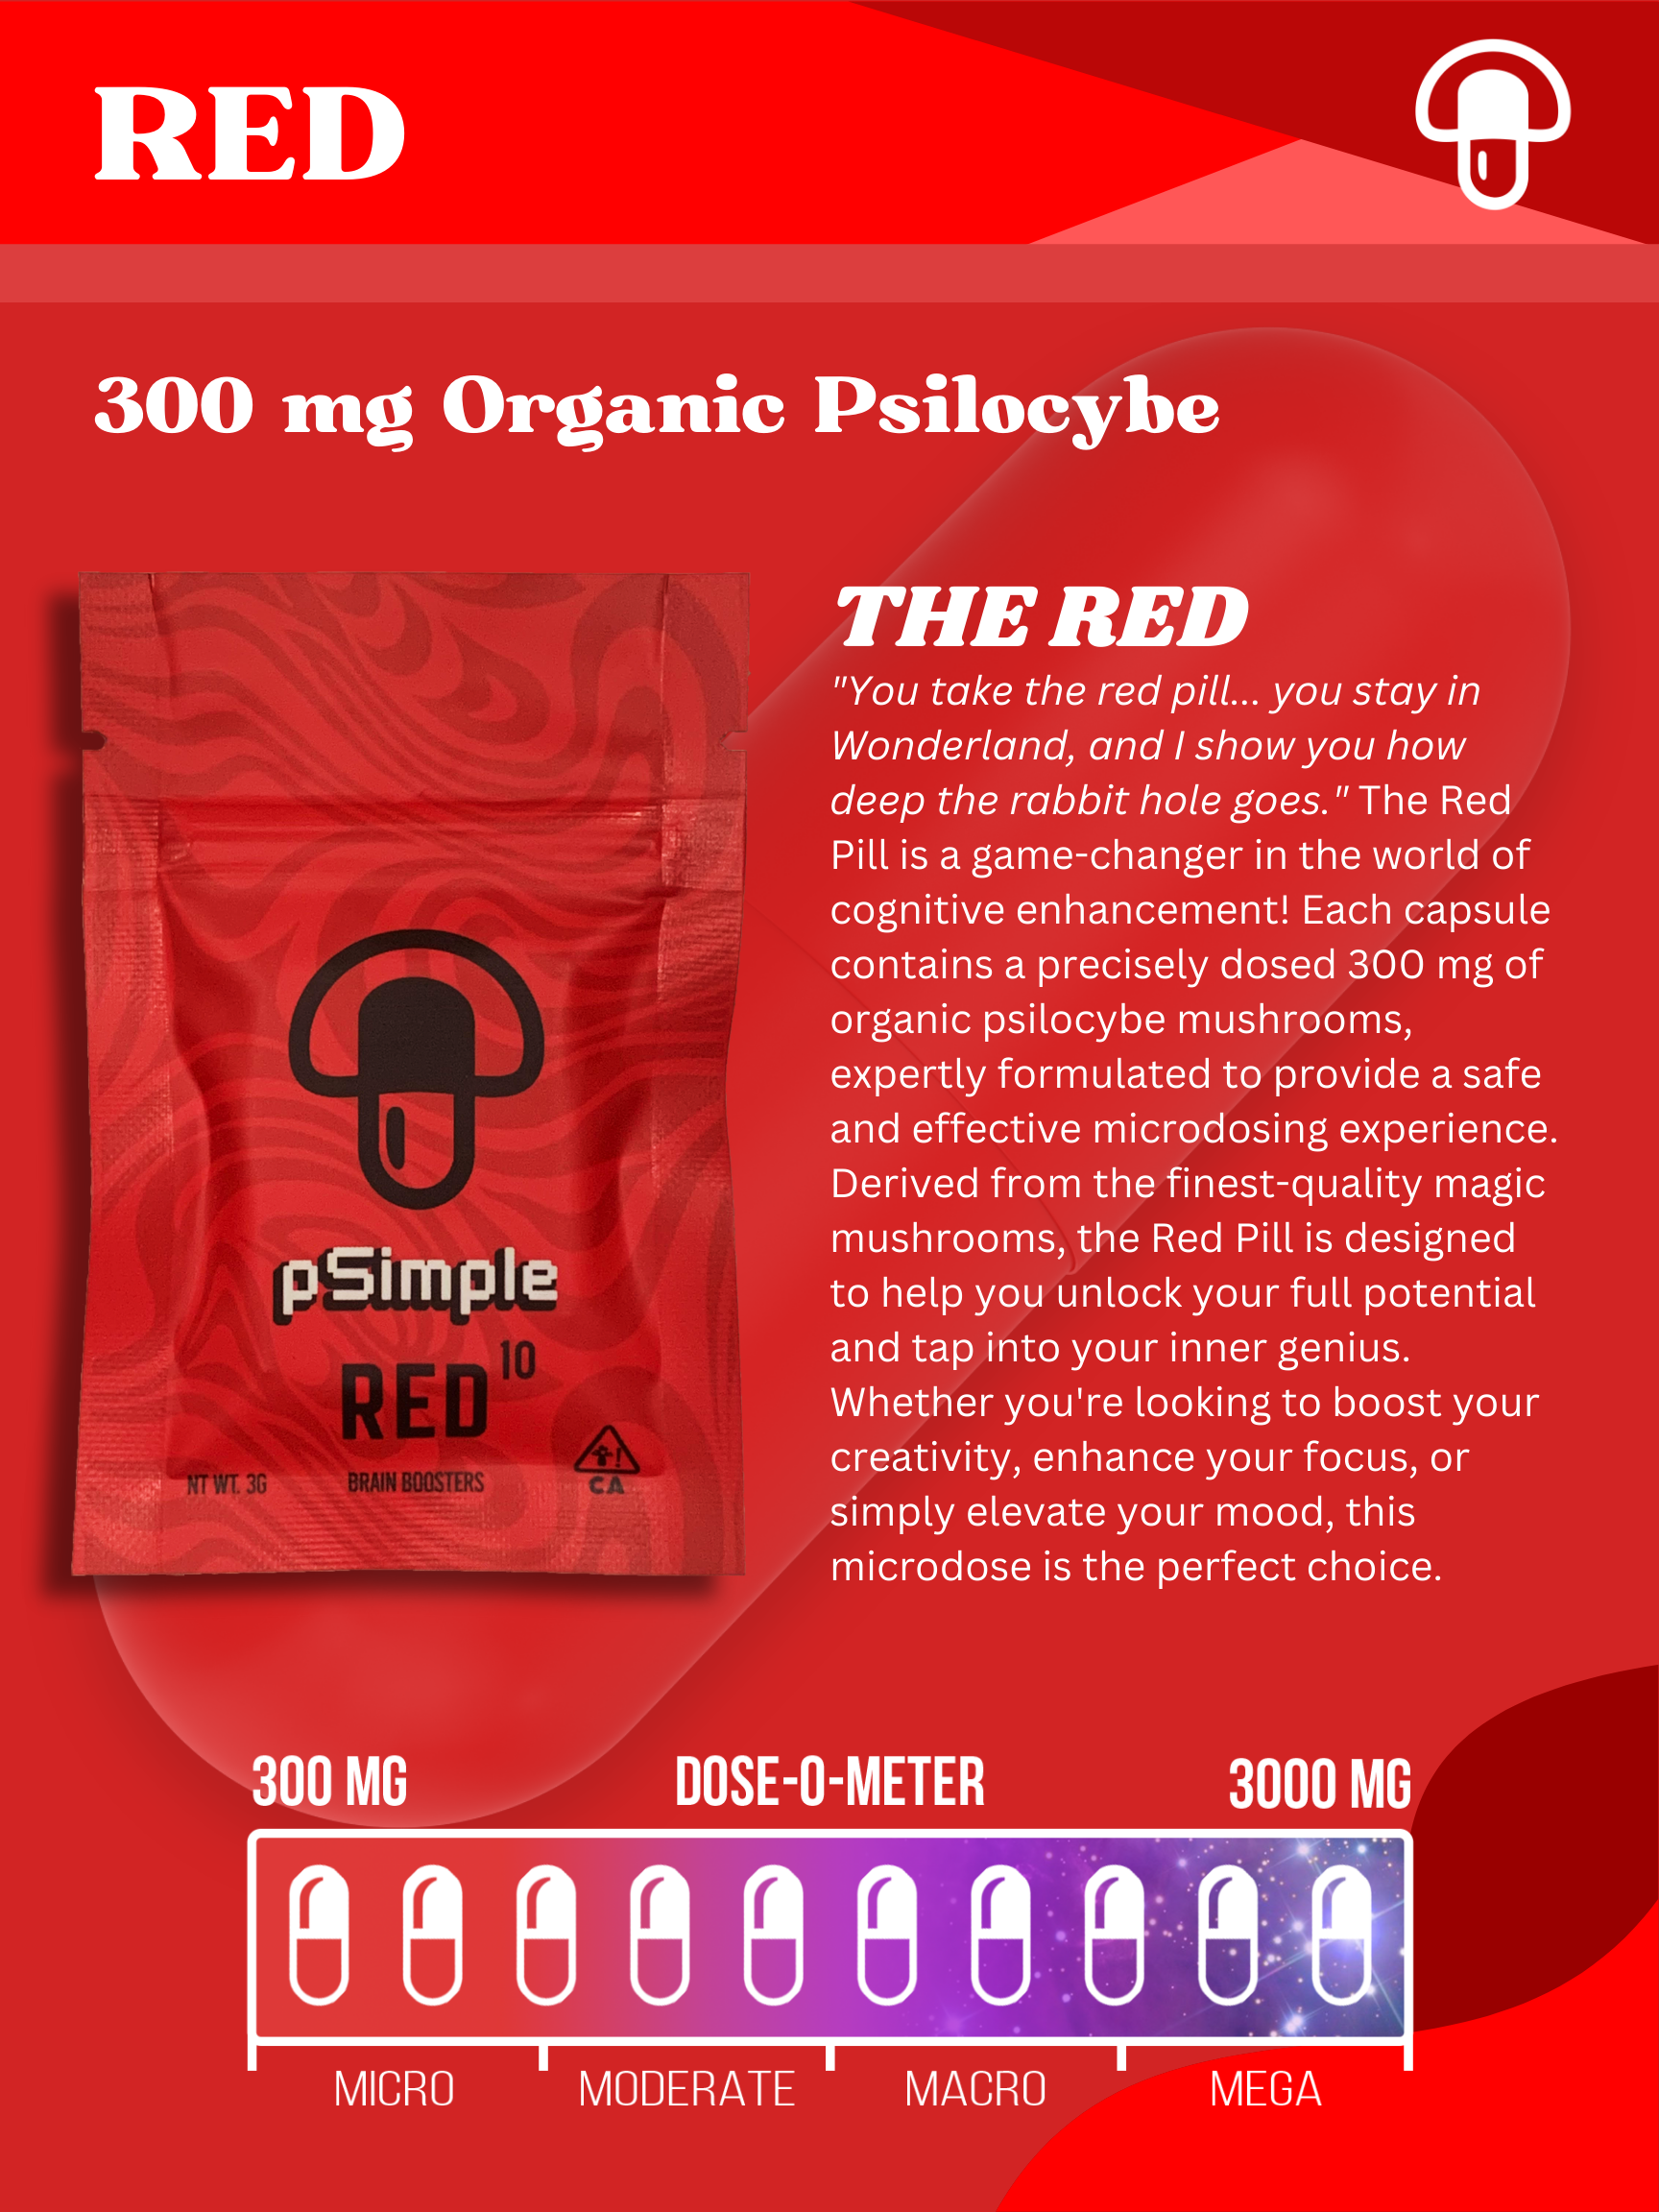 RED
300 mg Organic Psilocybe
THE RED
"You take the red pill... you stay in
Wonderland, and I show you how
deep the rabbit hole goes." The Red
Pill is a game-changer in the world of
cognitive enhancement! Each capsule
contains a precisely dosed 300 mg of
organic psilocybe mushrooms,
expertly formulated to provide a safe
and effective microdosing experience.
Derived from the finest-quality magic
mushrooms, the Red Pill is designed
to help you unlock your full potential
and tap into your inner genius.
Whether you're looking to boost your
creativity, enhance your focus, or
simply elevate your mood, this
microdose is the perfect choice.
pSimple
RED 10
NT WT. 3G BRAIN BOOSTERS
!
CA
300 MG DOSE-O-METER 3000 MG
MICRO MODERATE MACRO MEGA